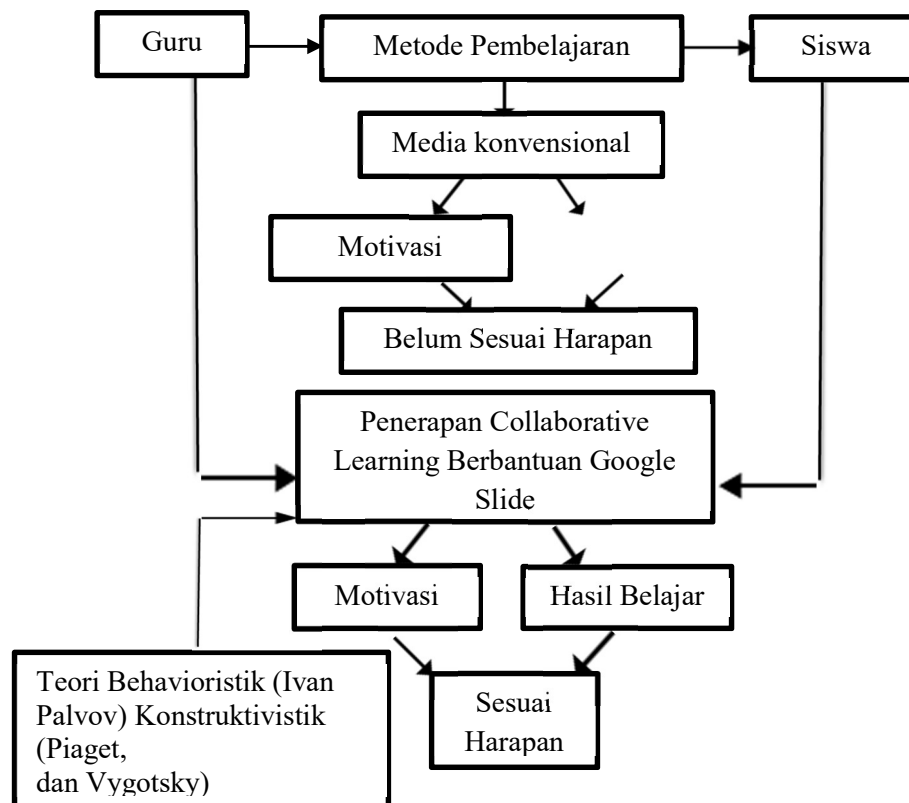 Guru
Metode Pembelajaran
Siswa
Media konvensional
Motivasi
Belum Sesuai Harapan
Penerapan Collaborative
Learning Berbantuan Google
Slide
Motivasi
Hasil Belajar
Teori Behavioristik (Ivan
Palvov) Konstruktivistik
(Piaget,
dan Vygotsky)
Sesuai
Harapan